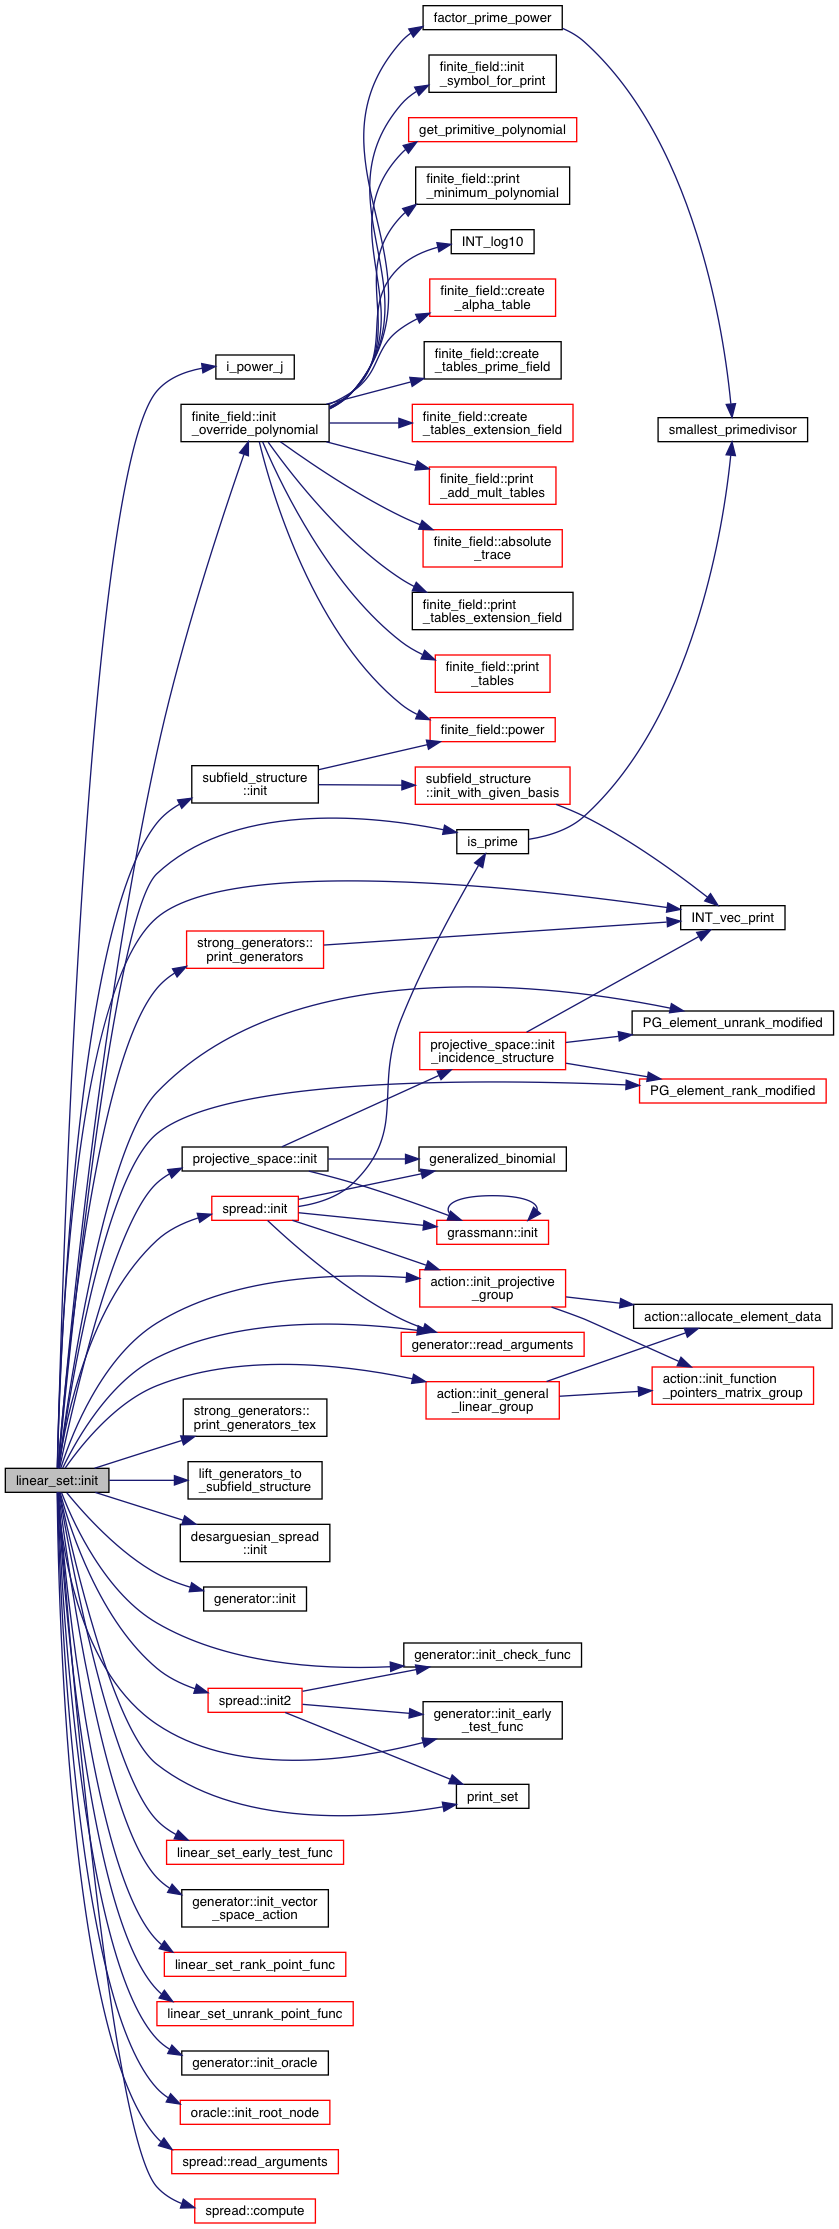 factor_prime_power
finite_field::init
_symbol_for_print
get_primitive_polynomial
finite_field::print
_minimum_polynomial
INT_log10
finite_field::create
_alpha_table
i_power_j
finite_field::create
_tables_prime_field
finite_field::init
_override_polynomial
finite_field::create
_tables_extension_field
smallest_primedivisor
finite_field::print
_add_mult_tables
finite_field::absolute
_trace
finite_field::print
_tables_extension_field
finite_field::print
_tables
finite_field::power
subfield_structure
::init
subfield_structure
::init_with_given_basis
is_prime
INT_vec_print
strong_generators::
print_generators
PG_element_unrank_modified
projective_space::init
_incidence_structure
PG_element_rank_modified
projective_space::init
generalized_binomial
spread::init
grassmann::init
action::init_projective
_group
action::allocate_element_data
generator::read_arguments
action::init_function
_pointers_matrix_group
action::init_general
_linear_group
strong_generators::
print_generators_tex
linear_set::init
lift_generators_to
_subfield_structure
desarguesian_spread
::init
generator::init
generator::init_check_func
spread::init2
generator::init_early
_test_func
print_set
linear_set_early_test_func
generator::init_vector
_space_action
linear_set_rank_point_func
linear_set_unrank_point_func
generator::init_oracle
oracle::init_root_node
spread::read_arguments
spread::compute